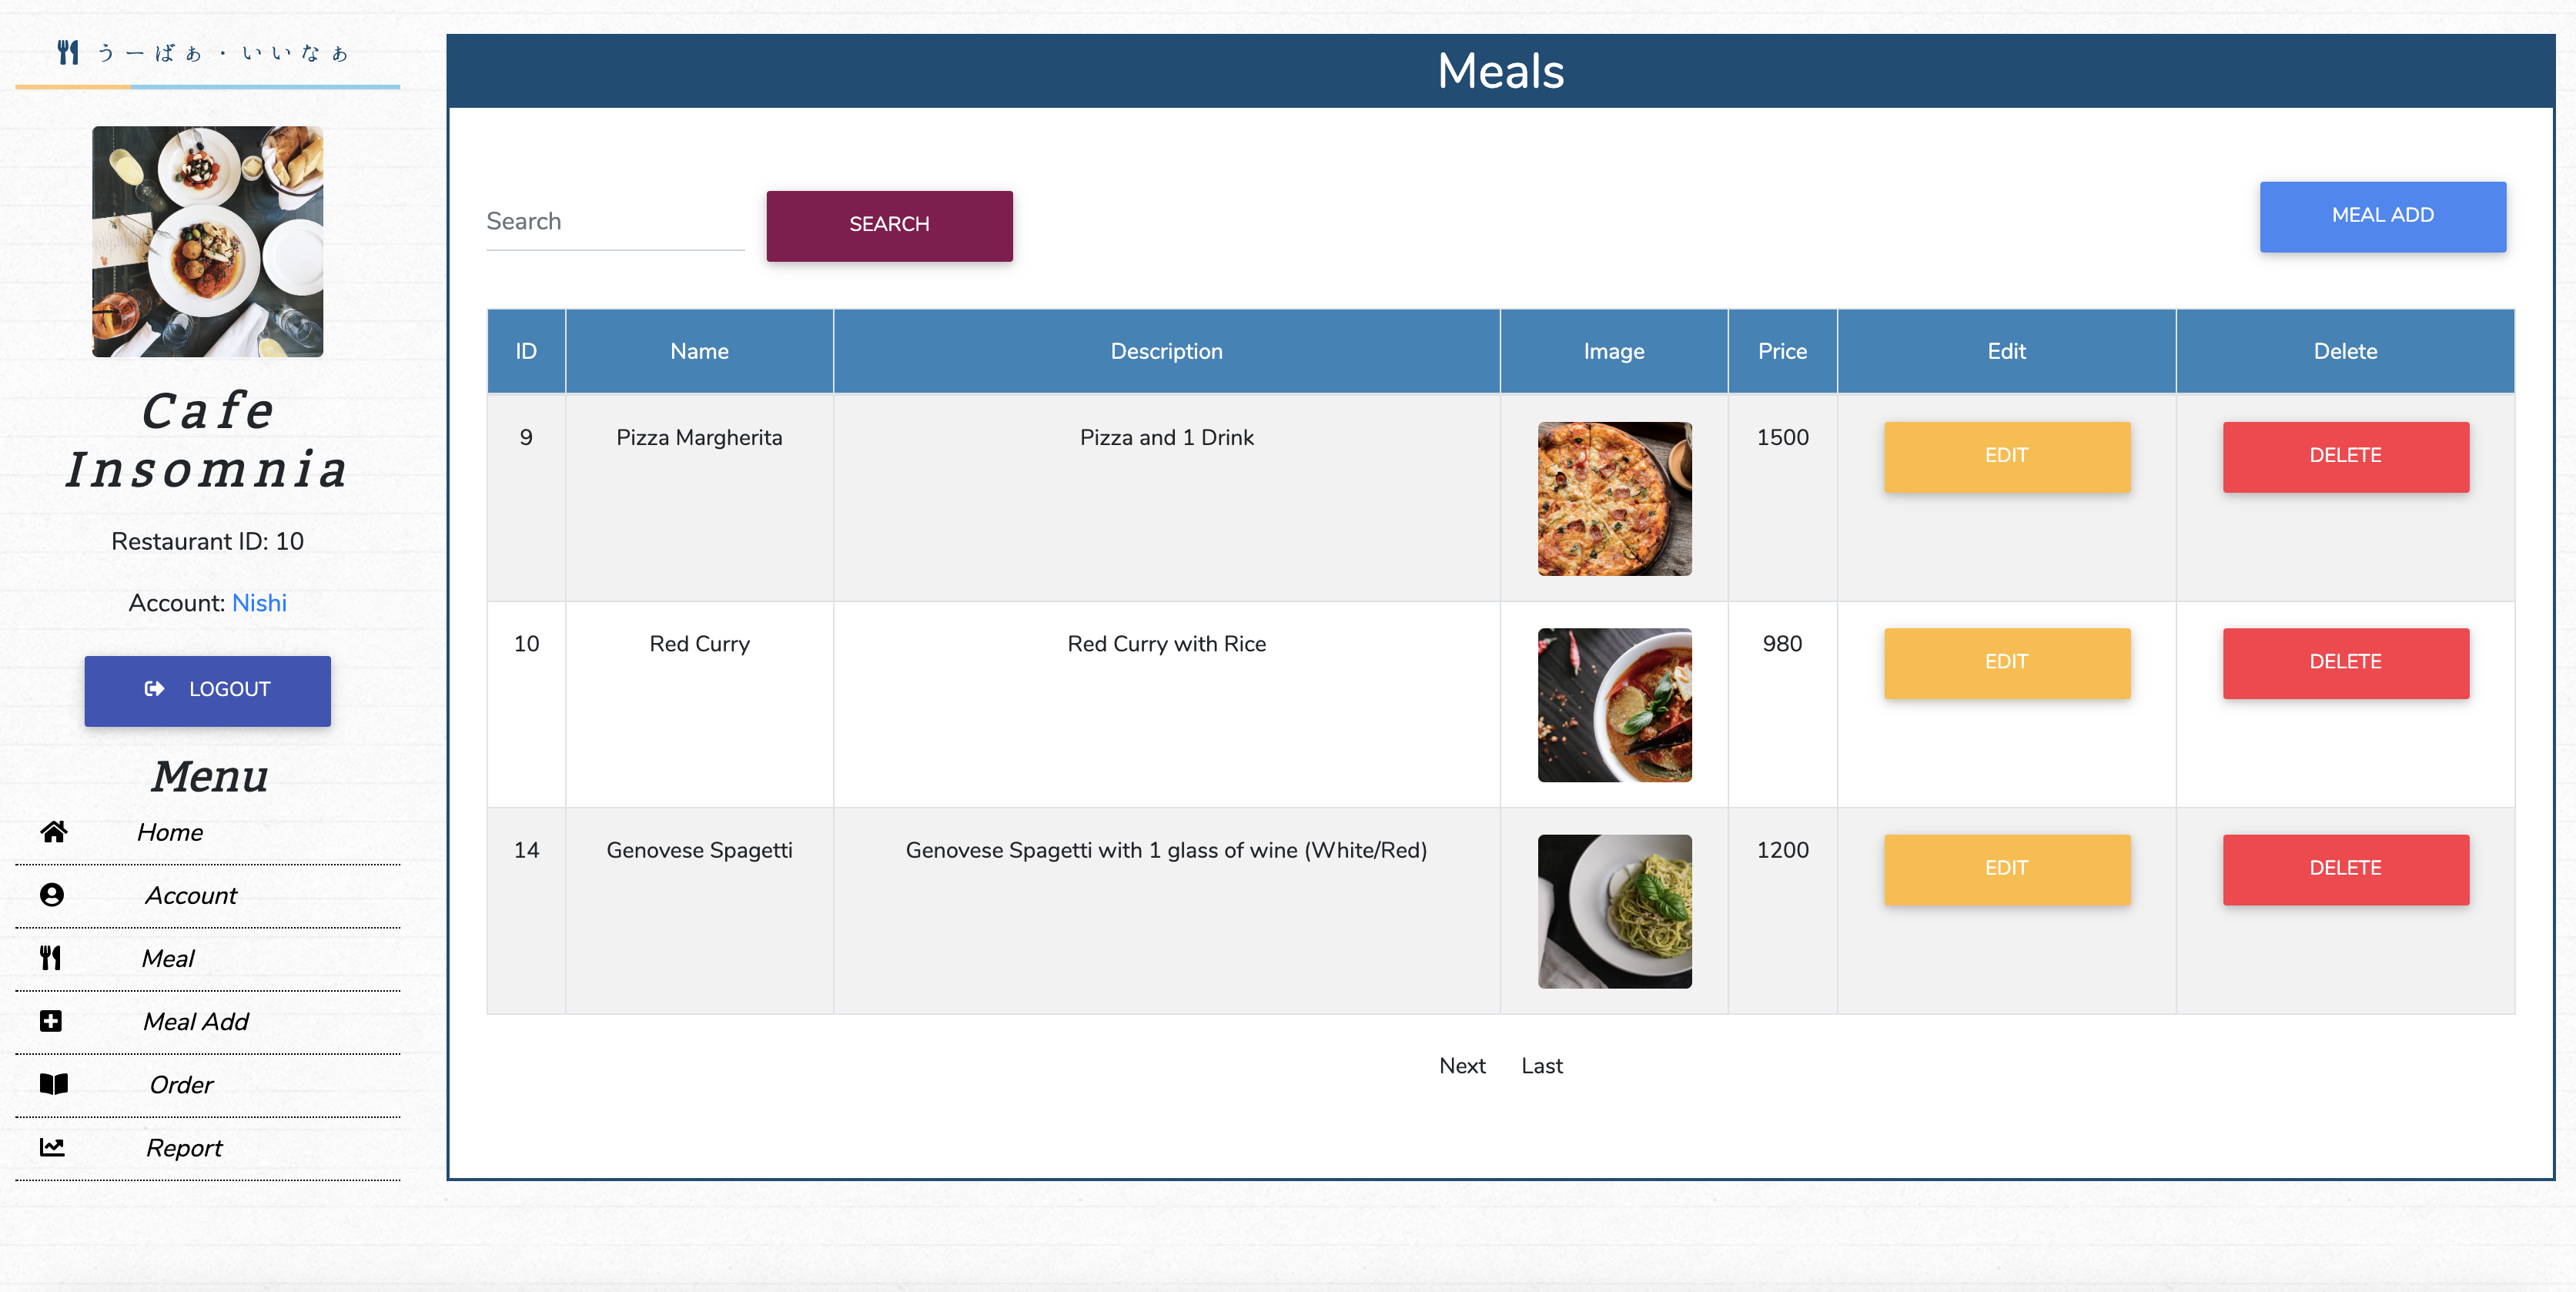 うーばぁ・いいなぁ
Cafe
Insomnia
Restaurant ID: 10
Account: Nishi
LOGOUT
Menu
Home
Account
Meal
Meal Add
Order
Report
Meals
Search SEARCH MEAL ADD
ID Name Description Image Price Edit Delete
9 Pizza Margherita Pizza and 1 Drink 1500 EDIT DELETE
10 Red Curry Red Curry with Rice 980 EDIT DELETE
14 Genovese Spagetti Genovese Spagetti with 1 glass of wine (White/Red) 1200 EDIT DELETE
Next Last